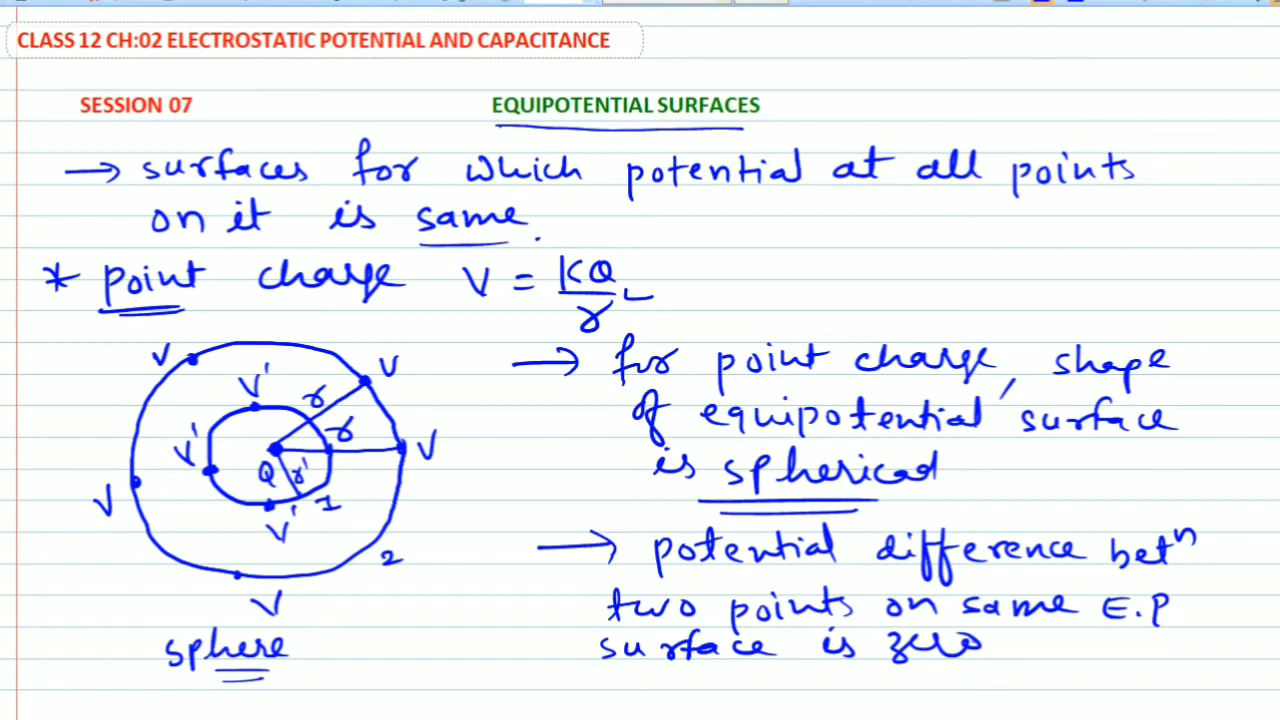 CLASS 12 CH:02 ELECTROSTATIC POTENTIAL AND CAPACITANCE
SESSION 07
EQUIPOTENTIAL SURFACES
→ surfaces for which potential at all points
on it is same.
* point charge V = KQ/r
→ for point charge, shape
of equipotential surface
is spherical
→ potential difference betⁿ
two points on same E.P
surface is zero
V
V
V'
r
r
V
V'
Q
r'
V
1
V'
2
V
sphere